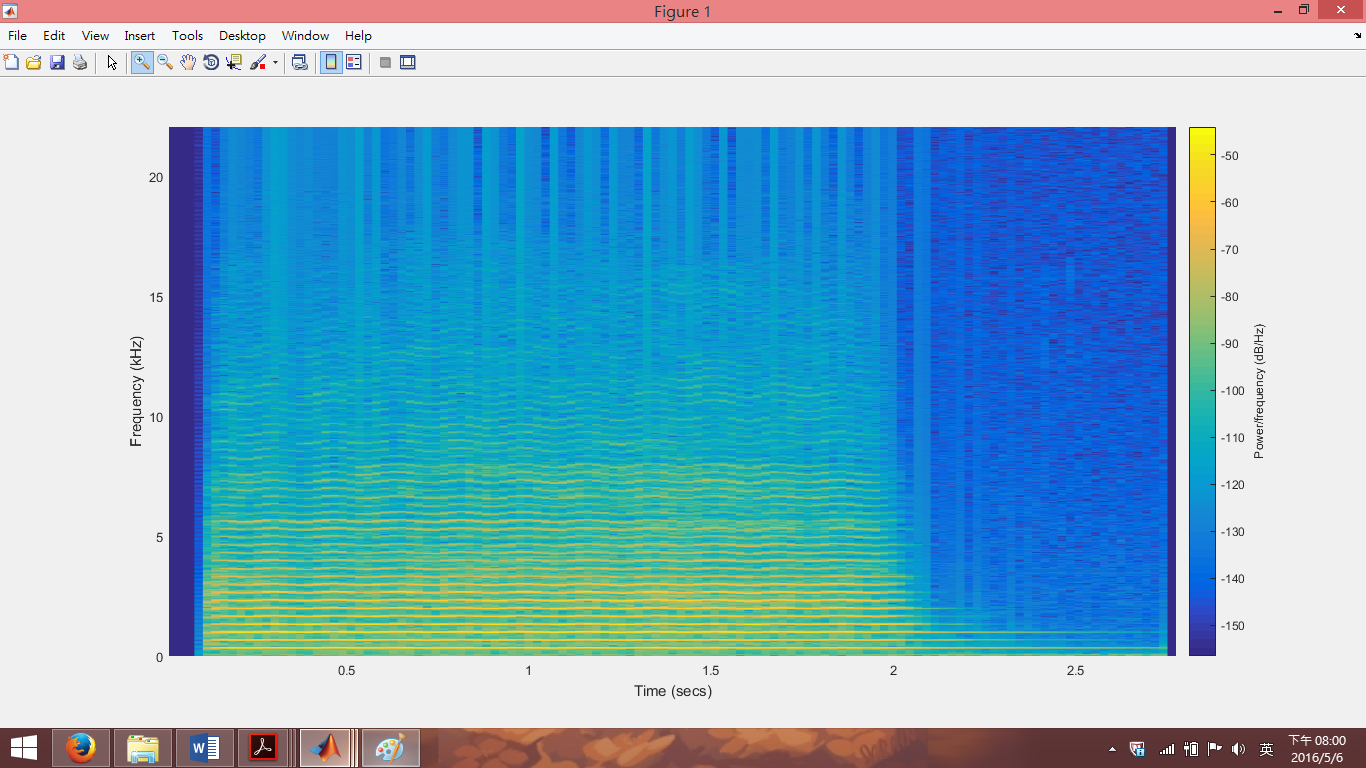 Figure 1
File Edit View Insert Tools Desktop Window Help
20
15
10
5
0
Frequency (kHz)
0.5 1 1.5 2 2.5
Time (secs)
-50
-60
-70
-80
-90
-100
-110
-120
-130
-140
-150
Power/frequency (dB/Hz)
英
下午 08:00
2016/5/6